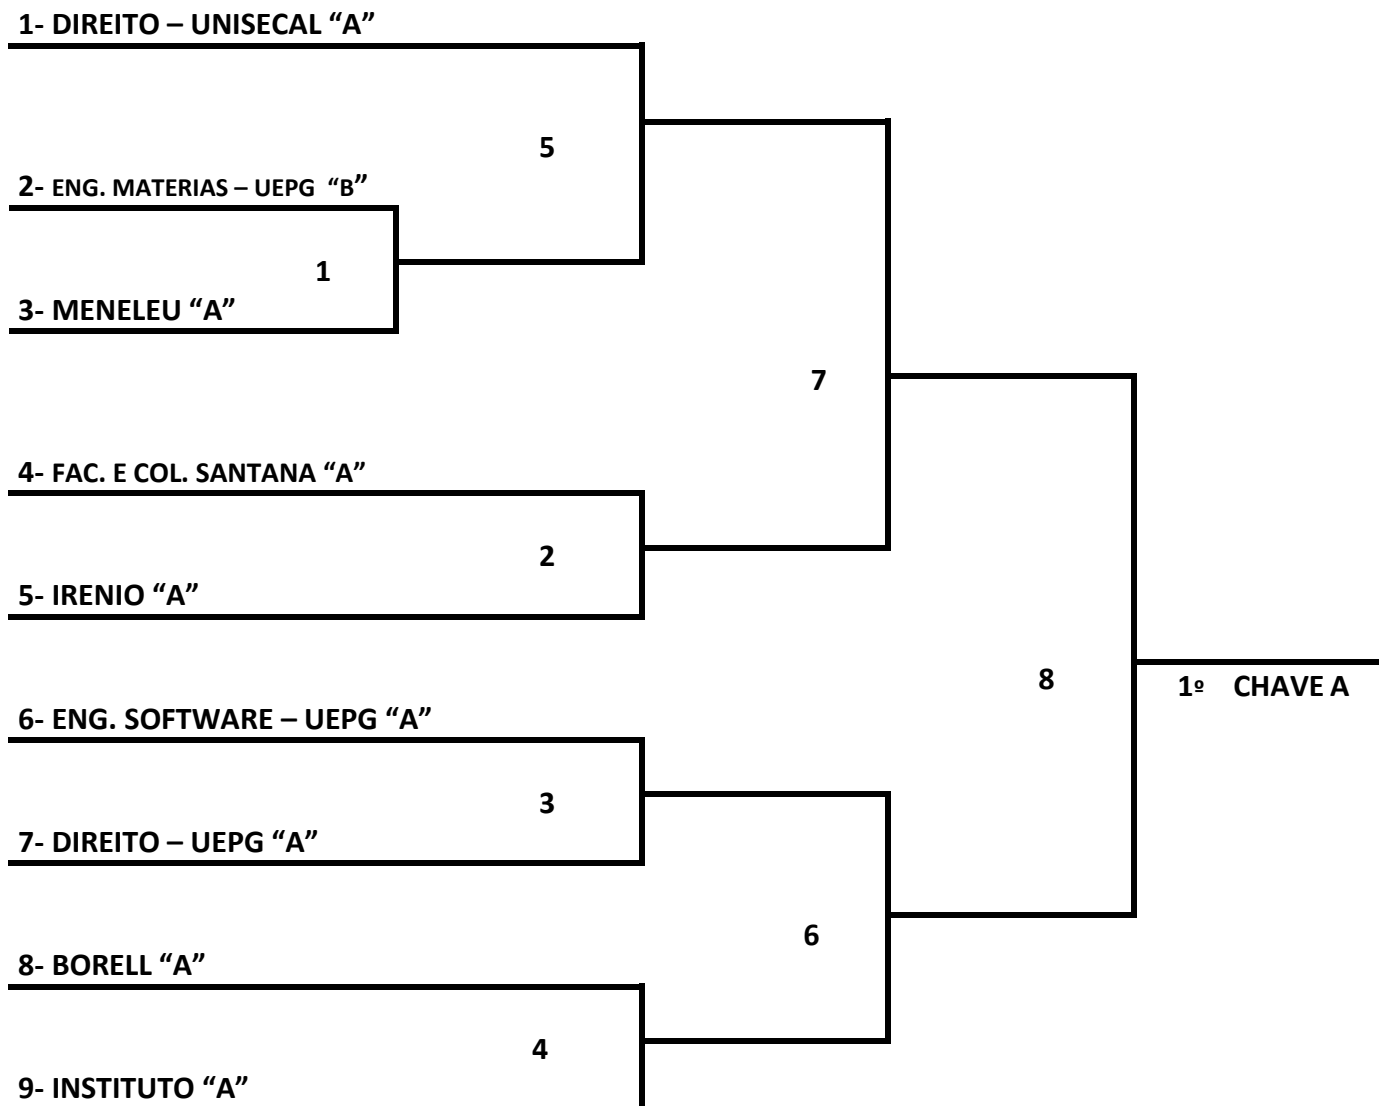 1- DIREITO – UNISECAL “A”
5
2- ENG. MATERIAS – UEPG “B”
1
3- MENELEU “A”
7
4- FAC. E COL. SANTANA “A”
2
5- IRENIO “A”
8
1º CHAVE A
6- ENG. SOFTWARE – UEPG “A”
3
7- DIREITO – UEPG “A”
6
8- BORELL “A”
4
9- INSTITUTO “A”